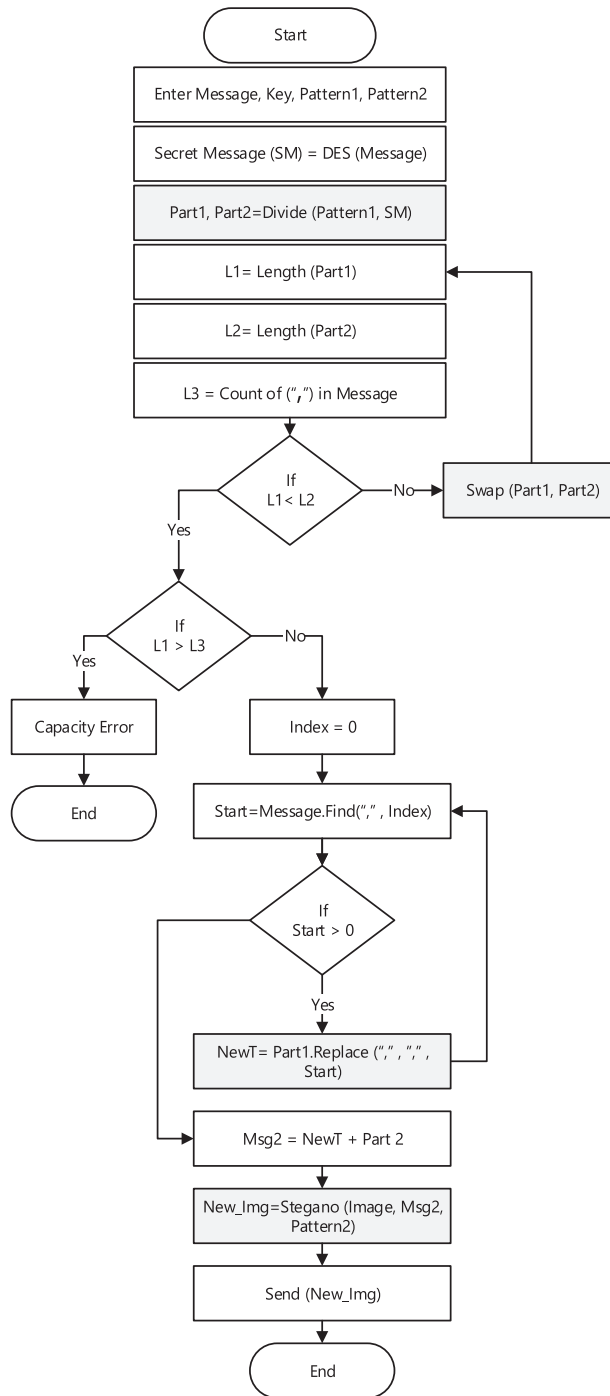 Start
Enter Message, Key, Pattern1, Pattern2
Secret Message (SM) = DES (Message)
Part1, Part2=Divide (Pattern1, SM)
L1= Length (Part1)
L2= Length (Part2)
L3 = Count of (“,”) in Message
If
L1< L2
No
Swap (Part1, Part2)
Yes
If
L1 > L3
Yes
No
Capacity Error
Index = 0
End
Start=Message.Find(“,” , Index)
If
Start > 0
Yes
NewT= Part1.Replace (“,” , “,” ,
Start)
Msg2 = NewT + Part 2
New_Img=Stegano (Image, Msg2,
Pattern2)
Send (New_Img)
End